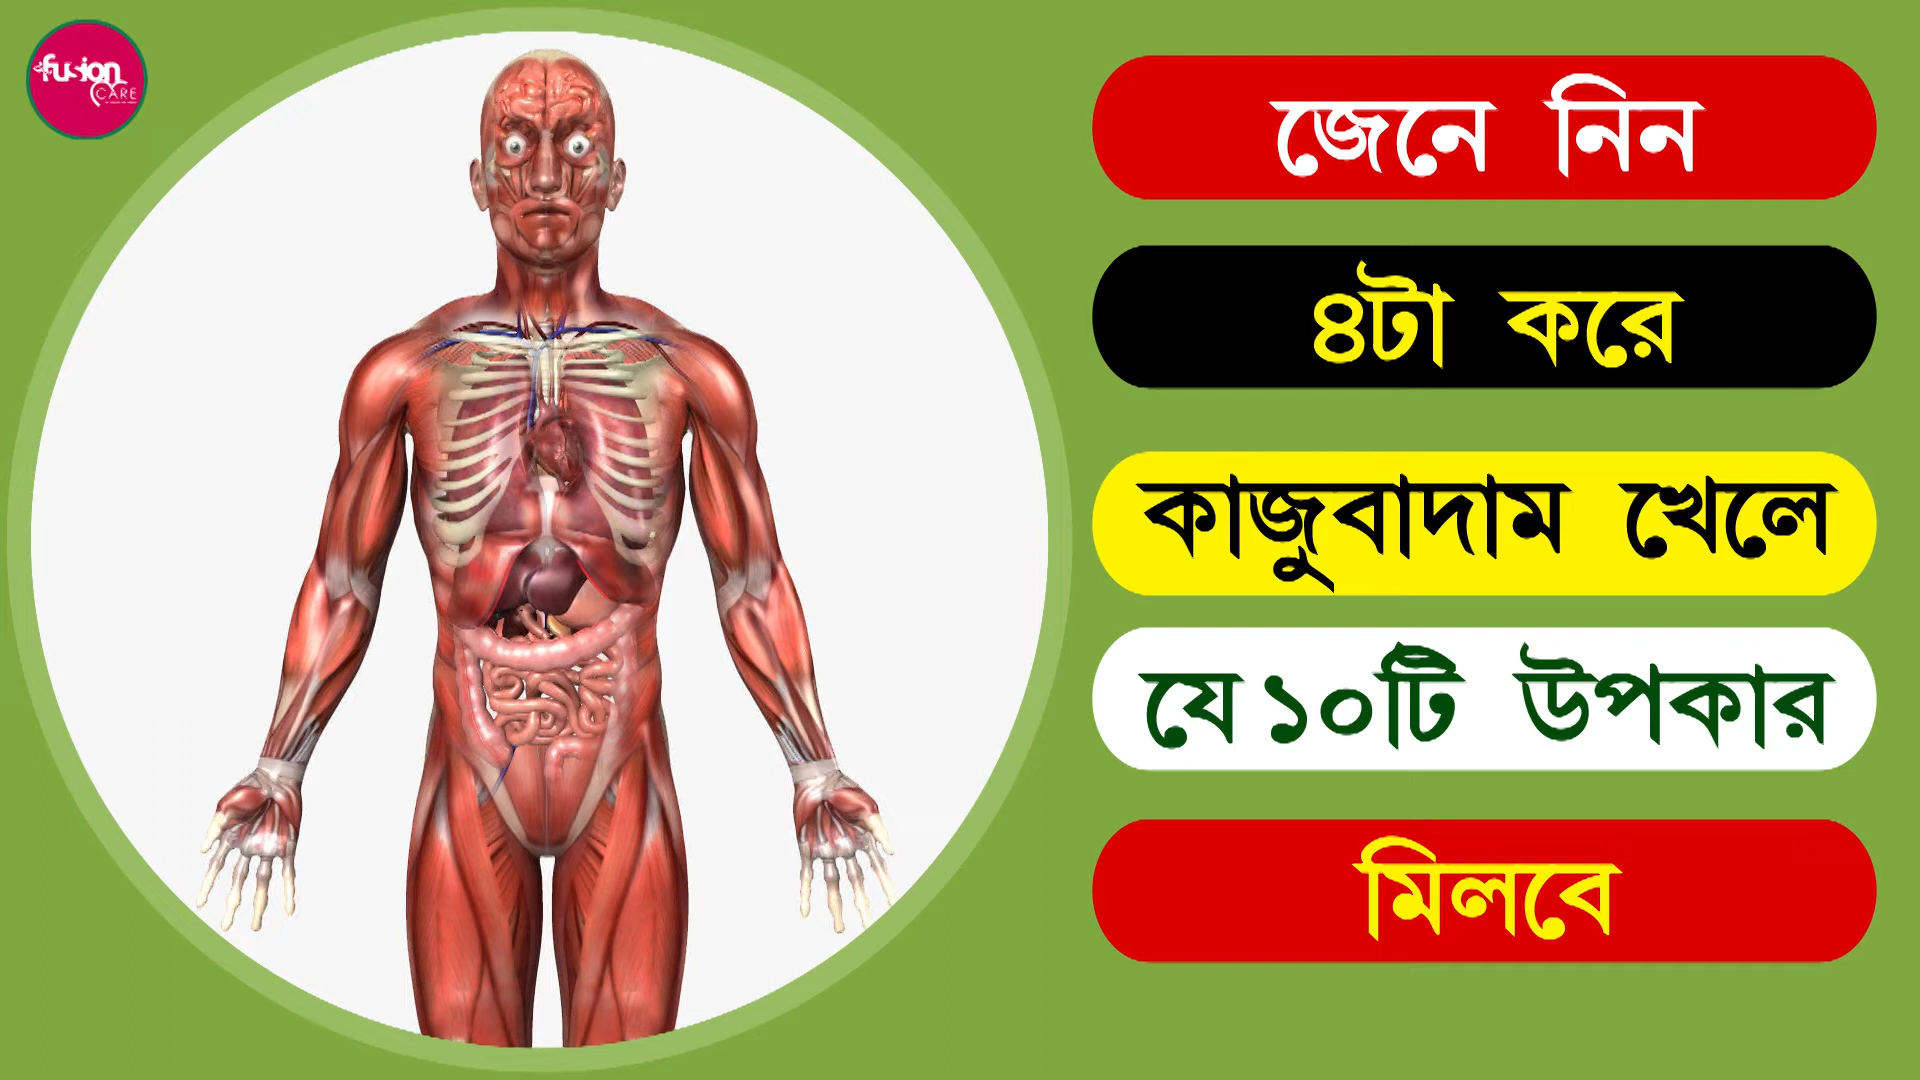 fusion
CARE
জেনে নিন
৪টা করে
কাজুবাদাম খেলে
যে ১০টি উপকার
মিলবে